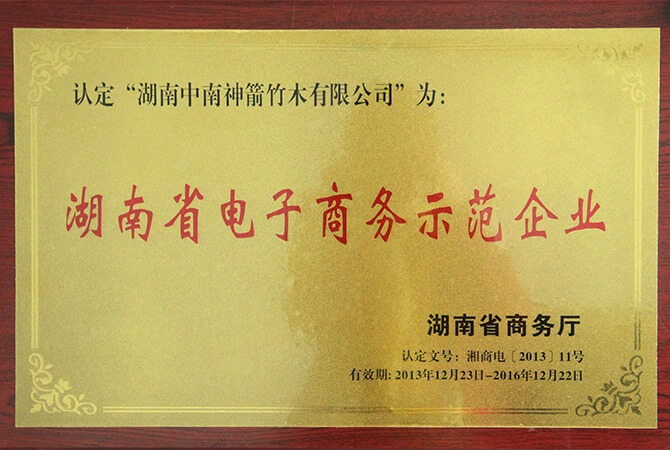 认定“湖南中南神箭竹木有限公司”为：
湖南省电子商务示范企业
湖南省商务厅
认定文号：湘商电〔2013〕11号
有效期：2013年12月23日-2016年12月22日